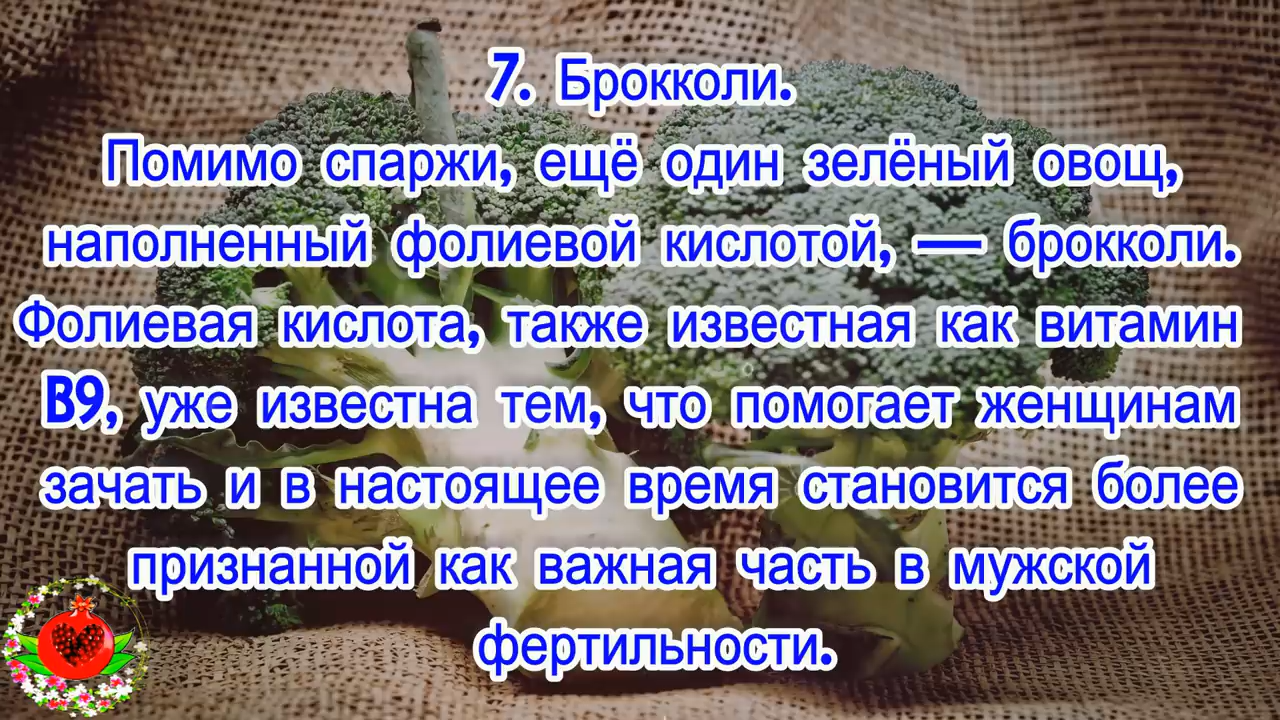 7. Брокколи.
Помимо спаржи, ещё один зелёный овощ,
наполненный фолиевой кислотой, — брокколи.
Фолиевая кислота, также известная как витамин
B9, уже известна тем, что помогает женщинам
зачать и в настоящее время становится более
признанной как важная часть в мужской
фертильности.